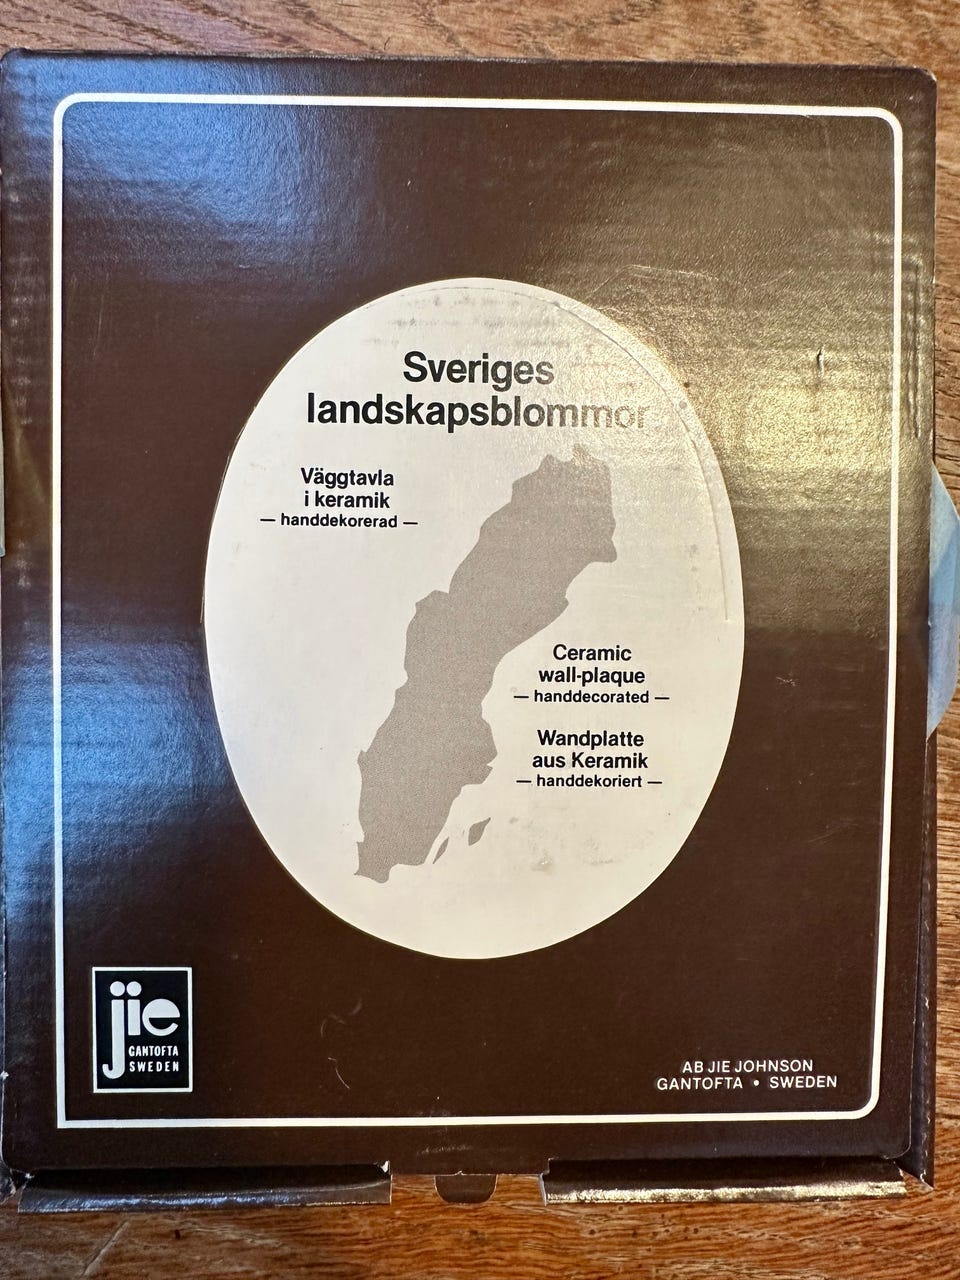 Sveriges
landskapsblommor
Väggtavla
i keramik
— handdekorerad —
Ceramic
wall-plaque
— handdecorated —
Wandplatte
aus Keramik
— handdekoriert —
jie
GANTOFTA
SWEDEN
AB JIE JOHNSON
GANTOFTA • SWEDEN